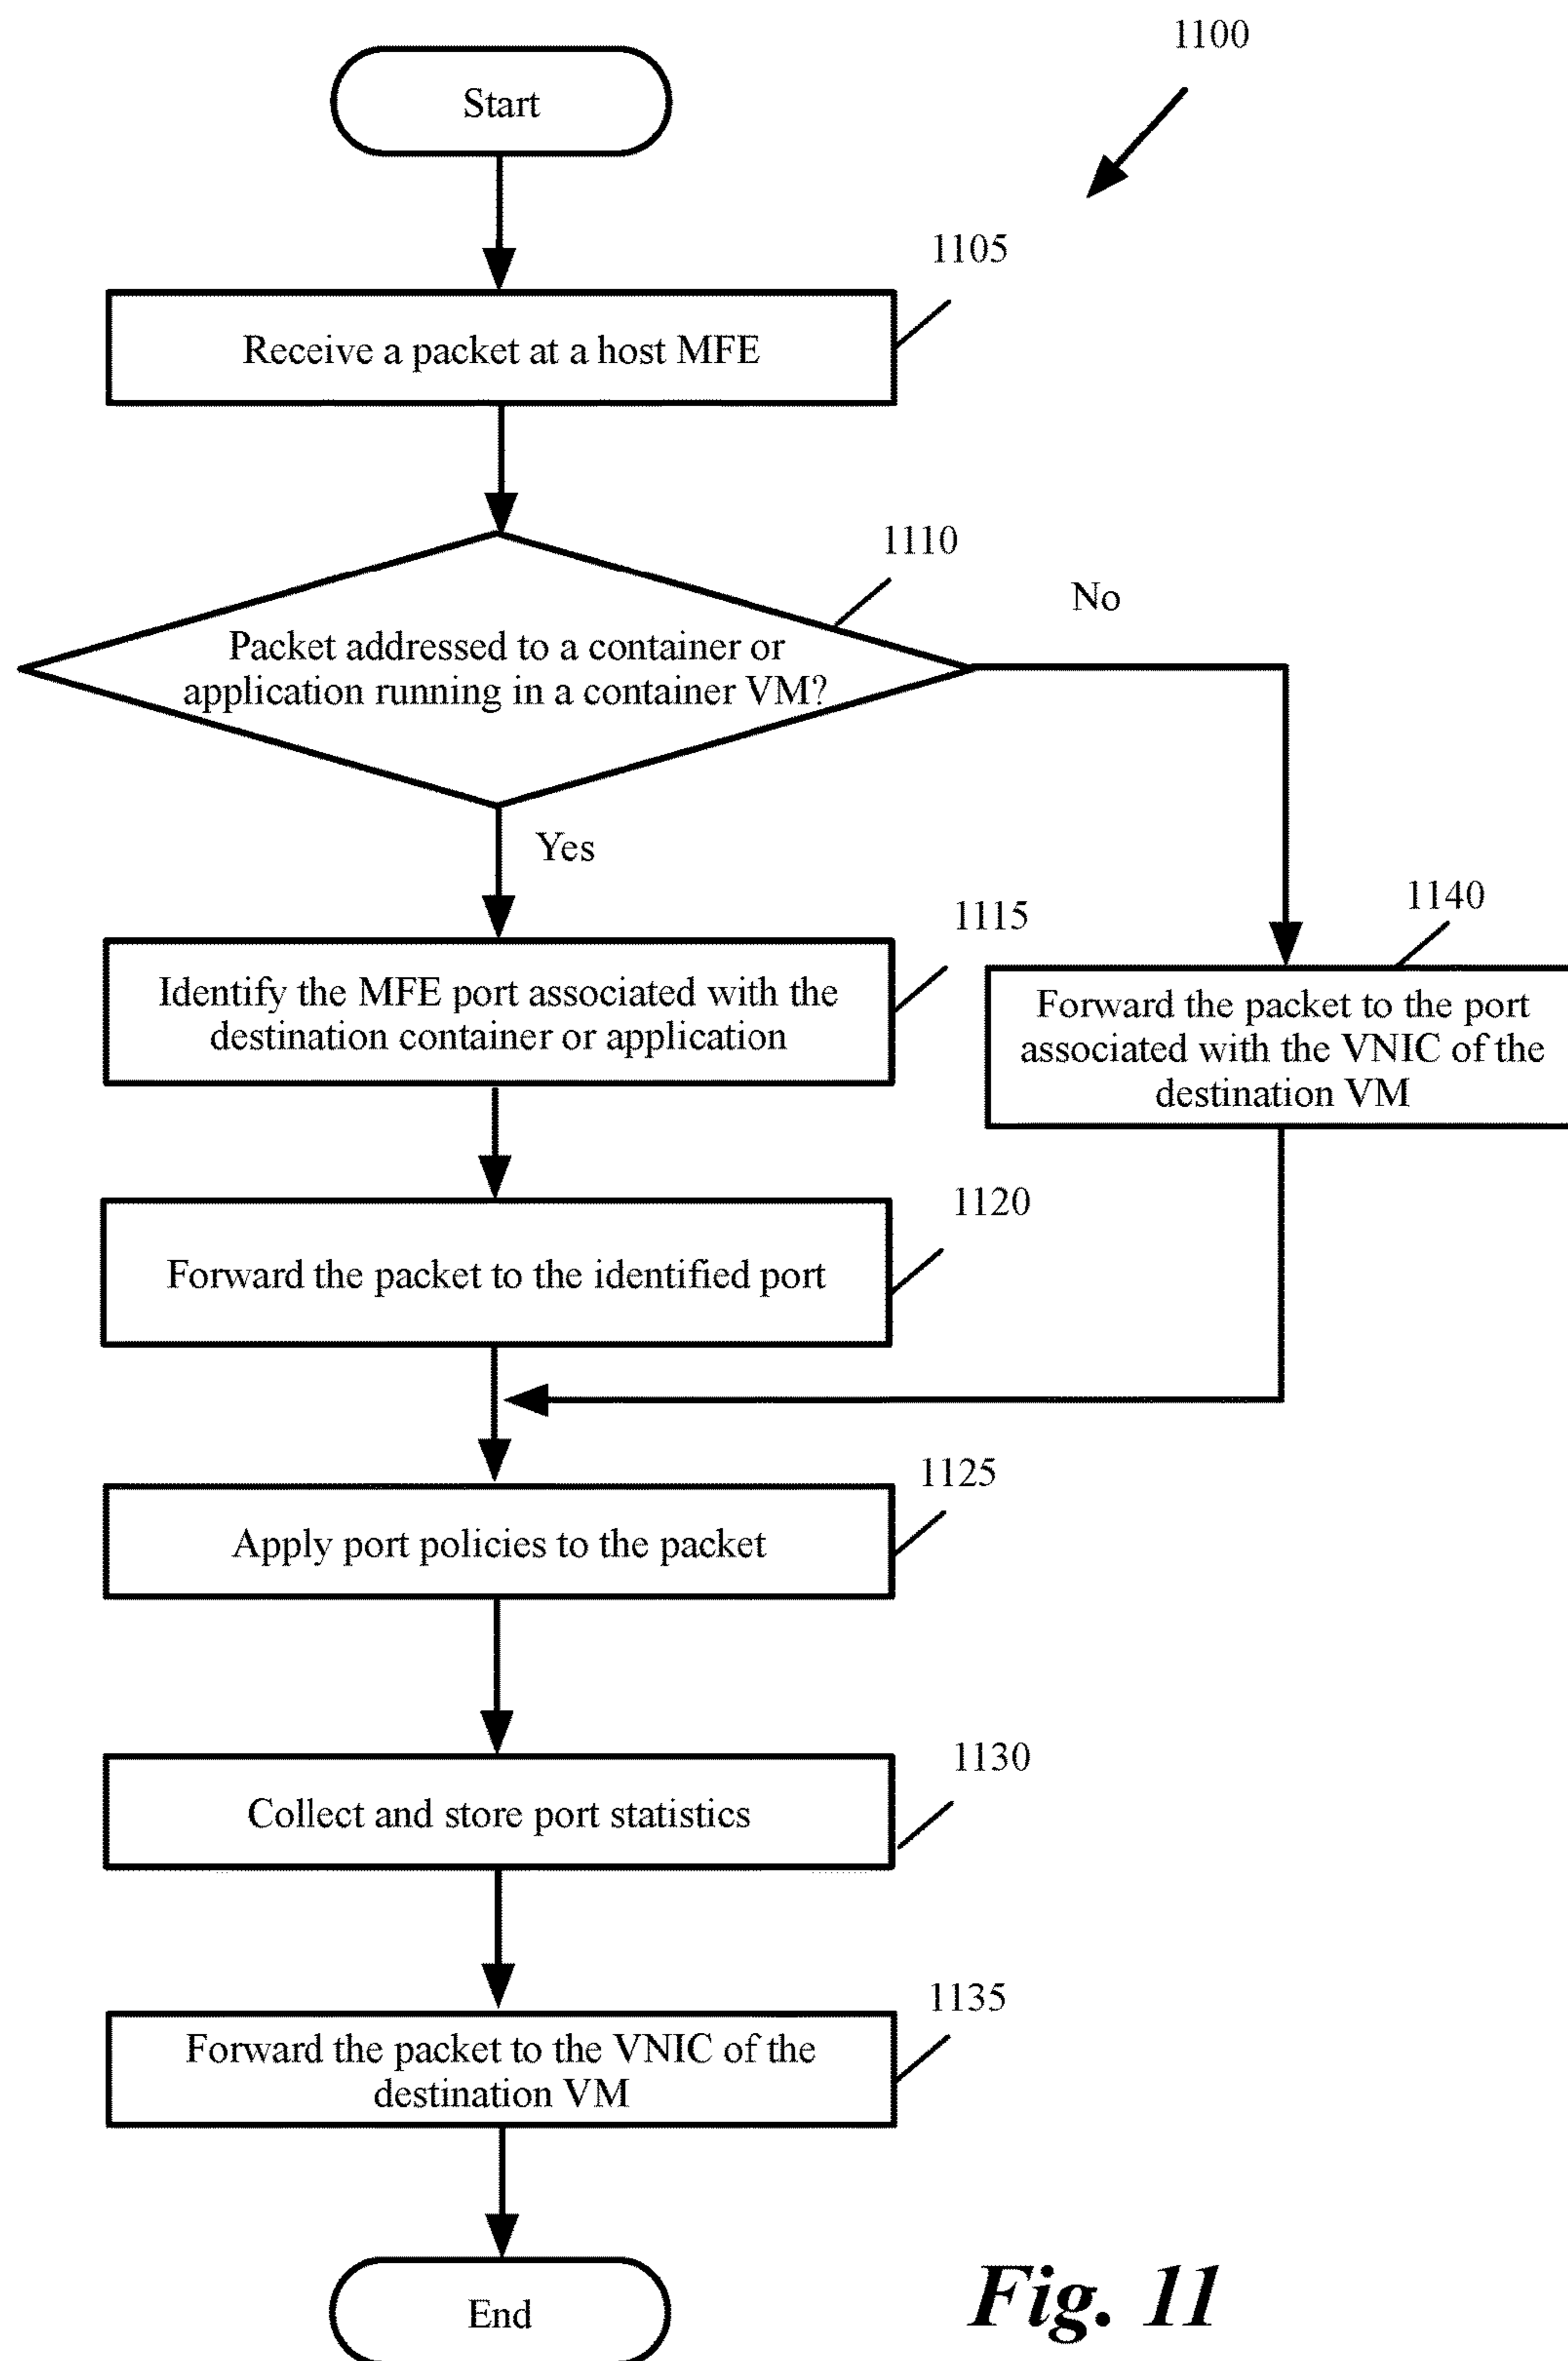 1100
Start
1105
Receive a packet at a host MFE
1110
No
Packet addressed to a container or
application running in a container VM?
Yes
1115
Identify the MFE port associated with the
destination container or application
1140
Forward the packet to the port
associated with the VNIC of the
destination VM
1120
Forward the packet to the identified port
1125
Apply port policies to the packet
1130
Collect and store port statistics
1135
Forward the packet to the VNIC of the
destination VM
End
Fig. 11